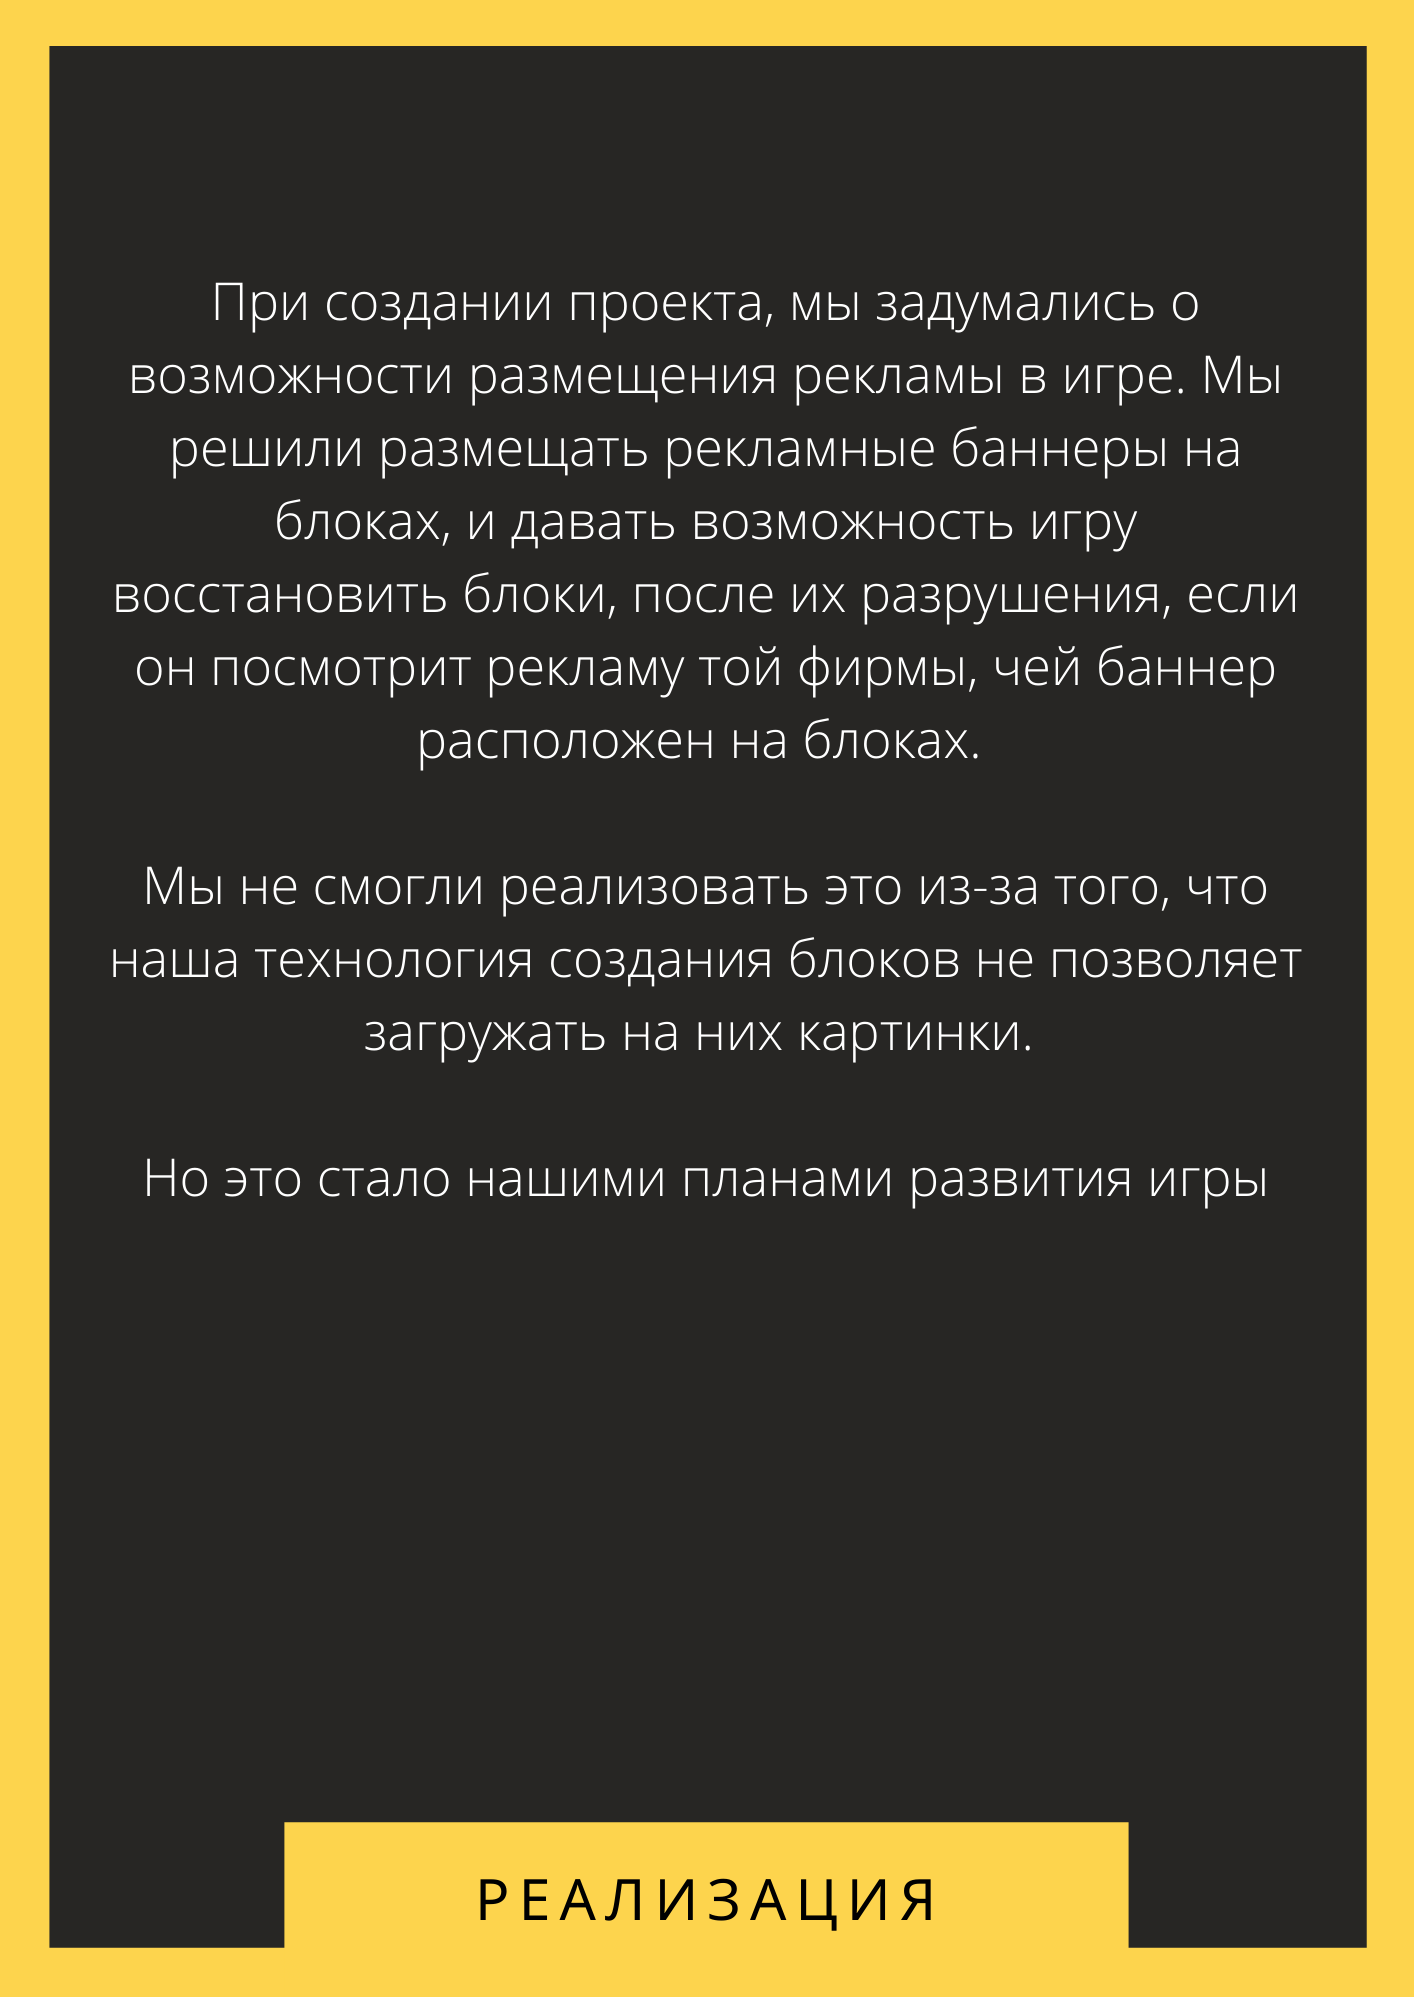 При создании проекта, мы задумались о
возможности размещения рекламы в игре. Мы
решили размещать рекламные баннеры на
блоках, и давать возможность игру
восстановить блоки, после их разрушения, если
он посмотрит рекламу той фирмы, чей баннер
расположен на блоках.
Мы не смогли реализовать это из-за того, что
наша технология создания блоков не позволяет
загружать на них картинки.
Но это стало нашими планами развития игры
РЕАЛИЗАЦИЯ